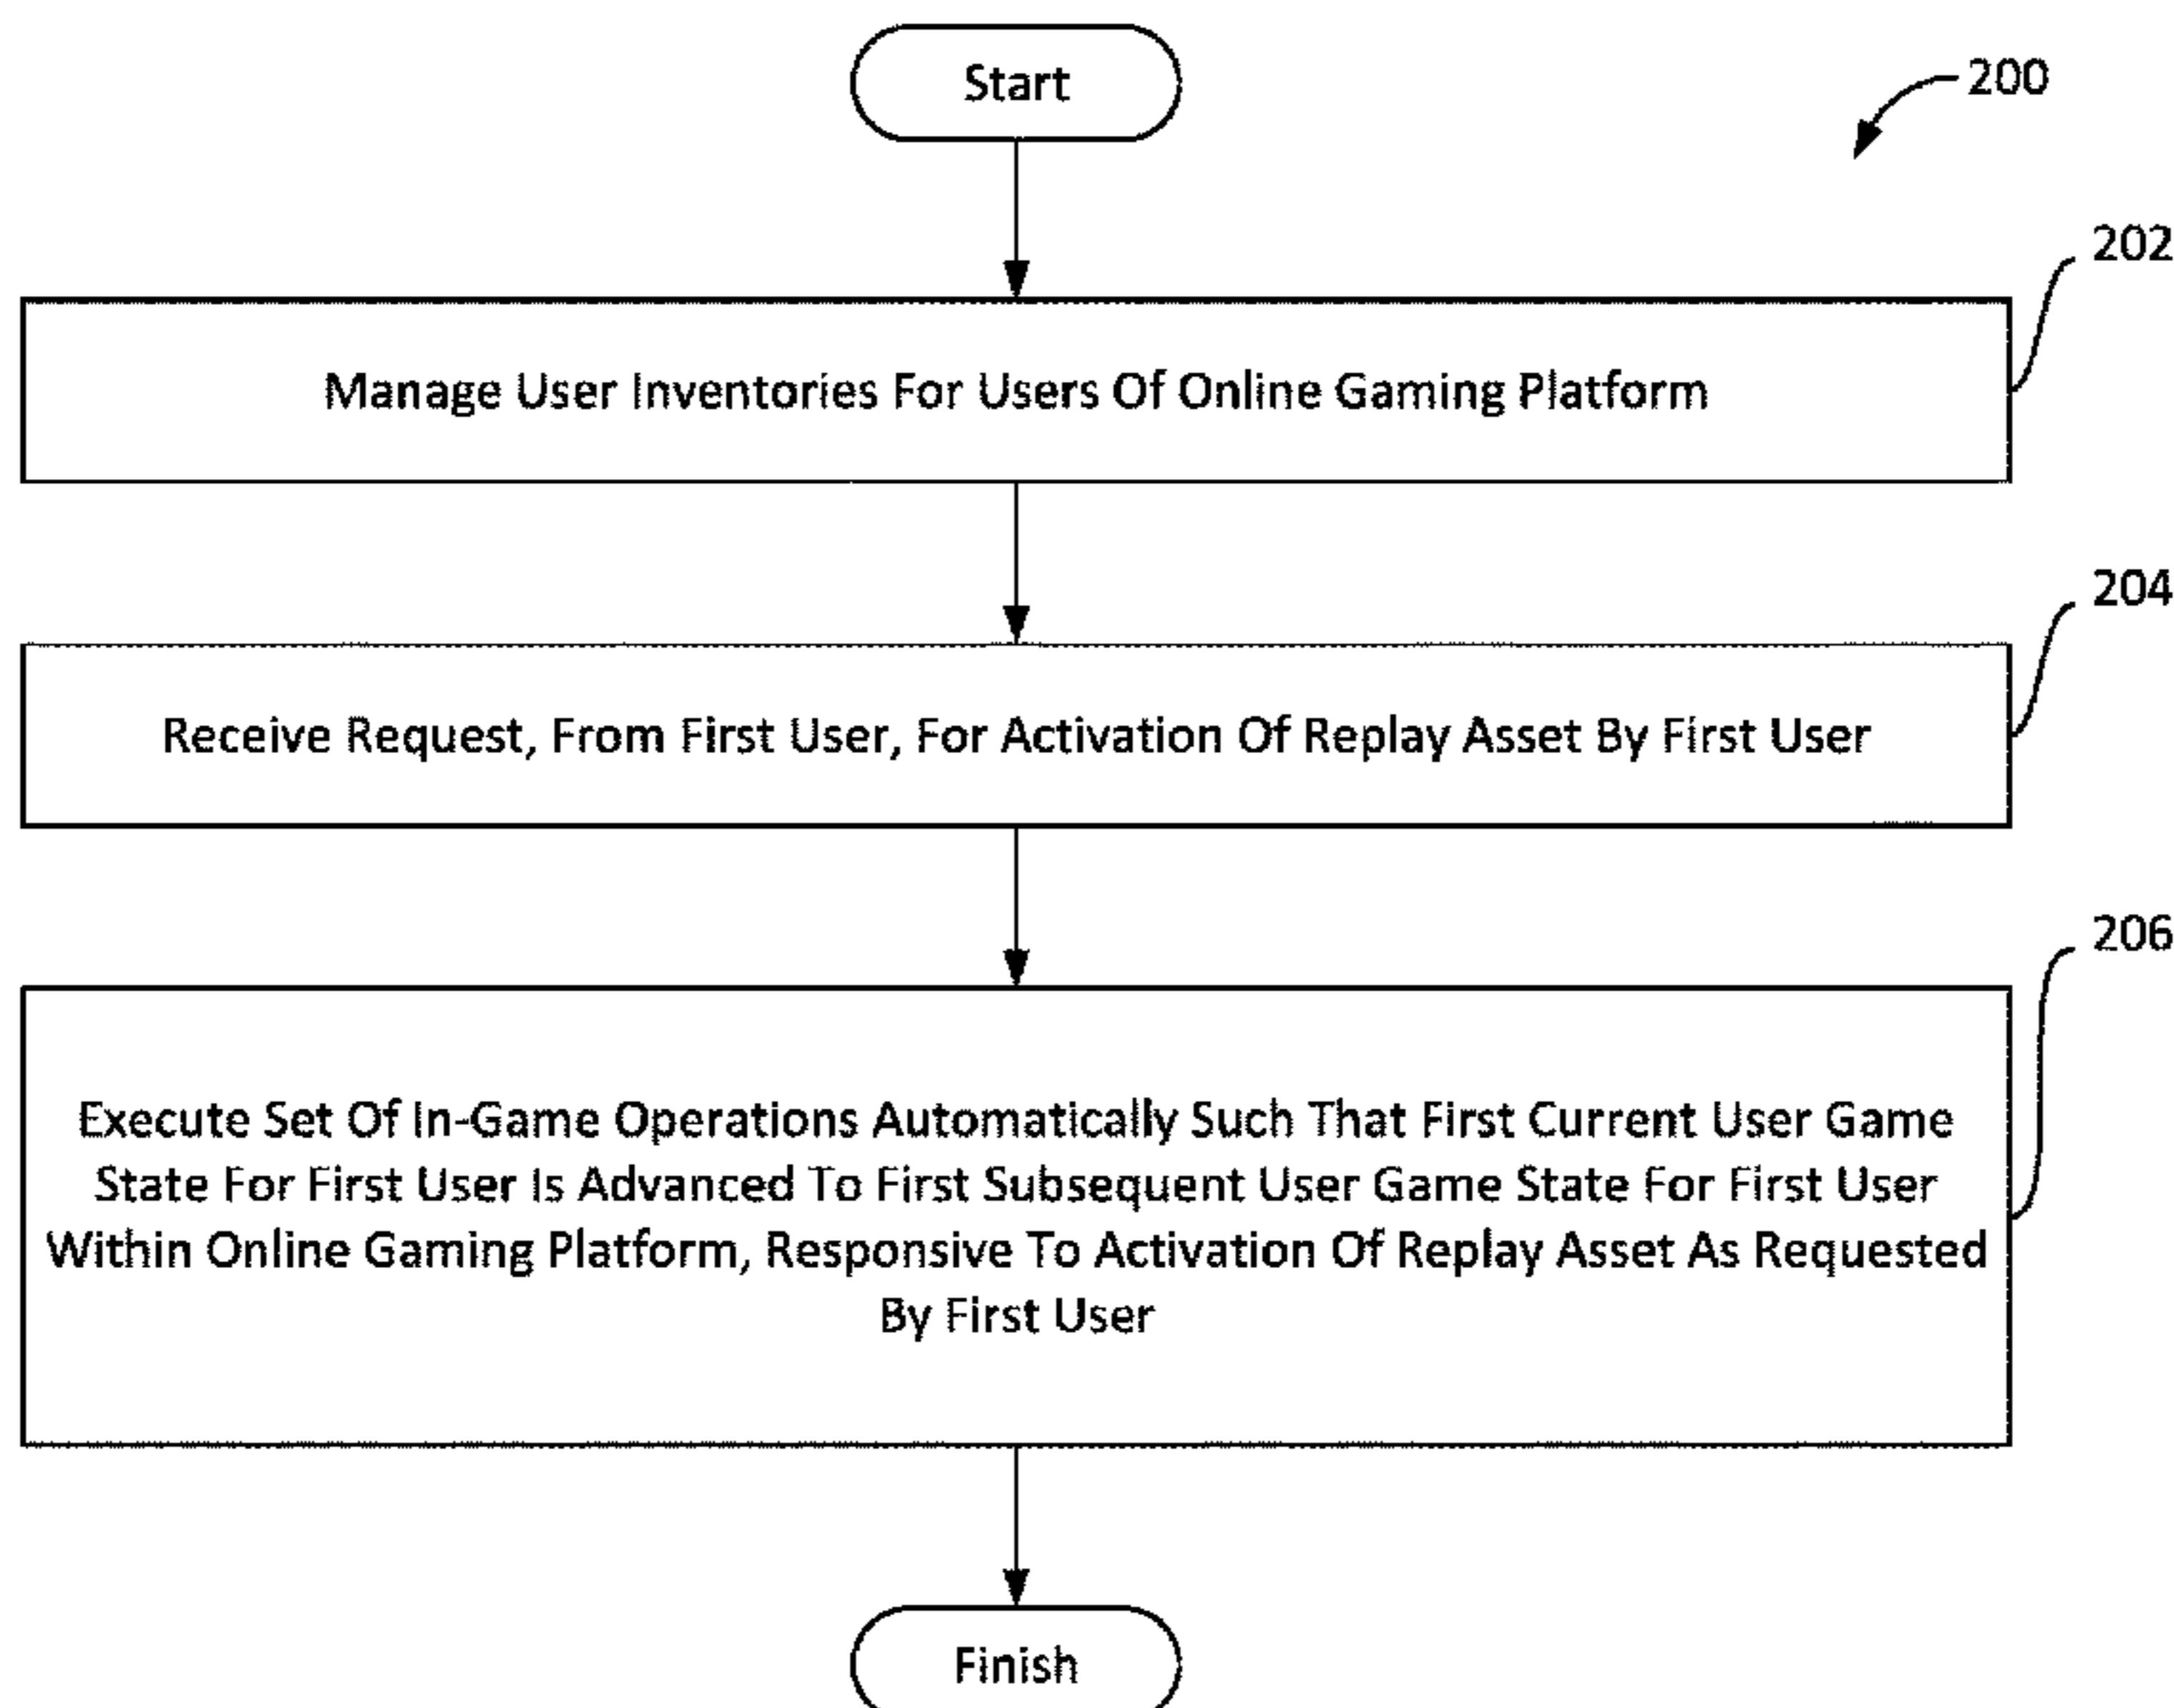 Start
200
202
Manage User Inventories For Users Of Online Gaming Platform
204
Receive Request, From First User, For Activation Of Replay Asset By First User
206
Execute Set Of In-Game Operations Automatically Such That First Current User Game
State For First User Is Advanced To First Subsequent User Game State For First User
Within Online Gaming Platform, Responsive To Activation Of Replay Asset As Requested
By First User
Finish